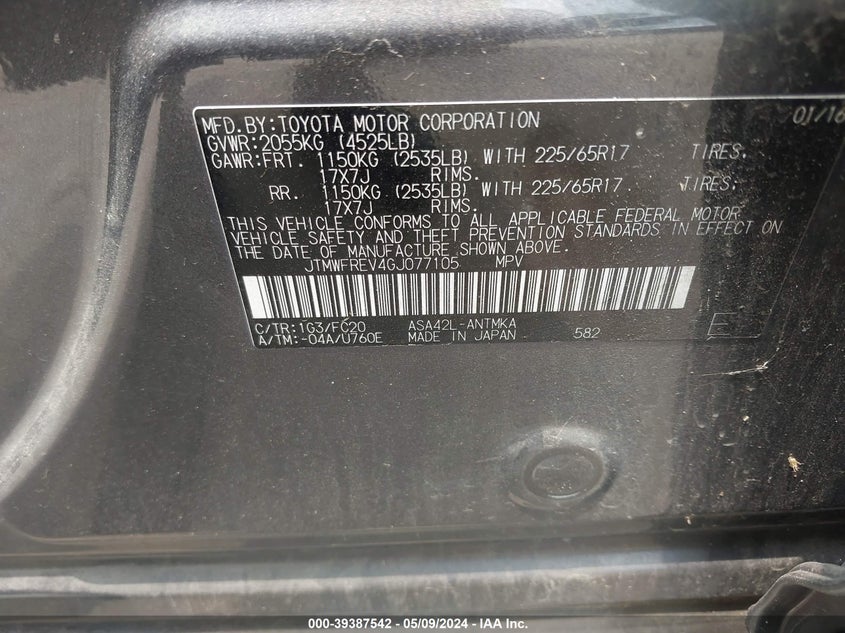 MFD.BY:TOYOTA MOTOR CORPORATION 01/16
GVWR:2055KG (4525LB)
GAWR:FRT. 1150KG (2535LB) WITH 225/65R17 TIRES.
17X7J RIMS.
RR. 1150KG (2535LB) WITH 225/65R17 TIRES.
17X7J RIMS.
THIS VEHICLE CONFORMS TO ALL APPLICABLE FEDERAL MOTOR
VEHICLE SAFETY AND THEFT PREVENTION STANDARDS IN EFFECT ON
THE DATE OF MANUFACTURE SHOWN ABOVE.
JTMWFREV4GJ077105 MPV
C/TR:1G3/FC20 ASA42L-ANTMKA
A/TM:-04A/U760E MADE IN JAPAN 582 E
000-39387542 - 05/09/2024 - IAA Inc.